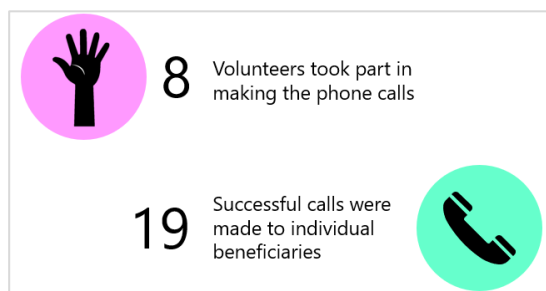 8
Volunteers took part in
making the phone calls
19
Successful calls were
made to individual
beneficiaries